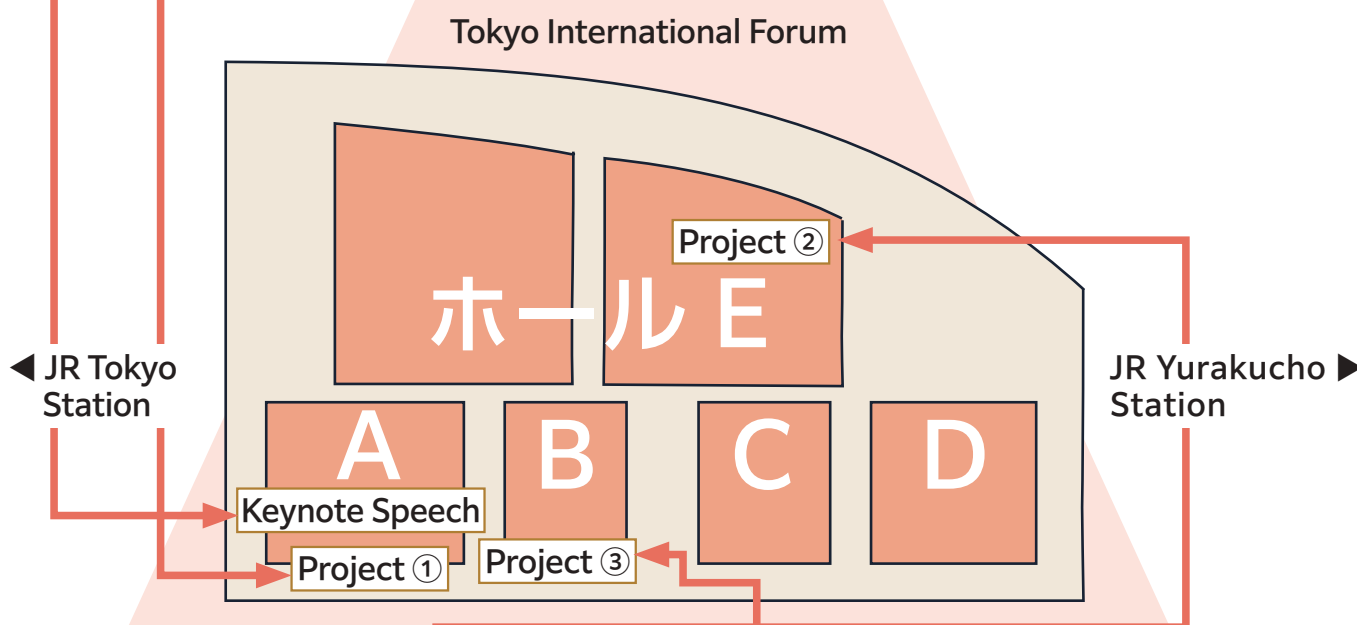 Tokyo International Forum
Project ②
ホール E
◀ JR Tokyo
Station
JR Yurakucho ▶
Station
A
B
C
D
Keynote Speech
Project ①
Project ③